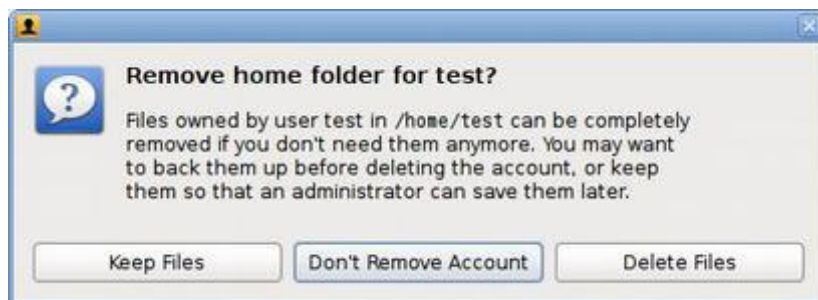 Remove home folder for test?
Files owned by user test in /home/test can be completely
removed if you don't need them anymore. You may want
to back them up before deleting the account, or keep
them so that an administrator can save them later.
Keep Files
Don't Remove Account
Delete Files